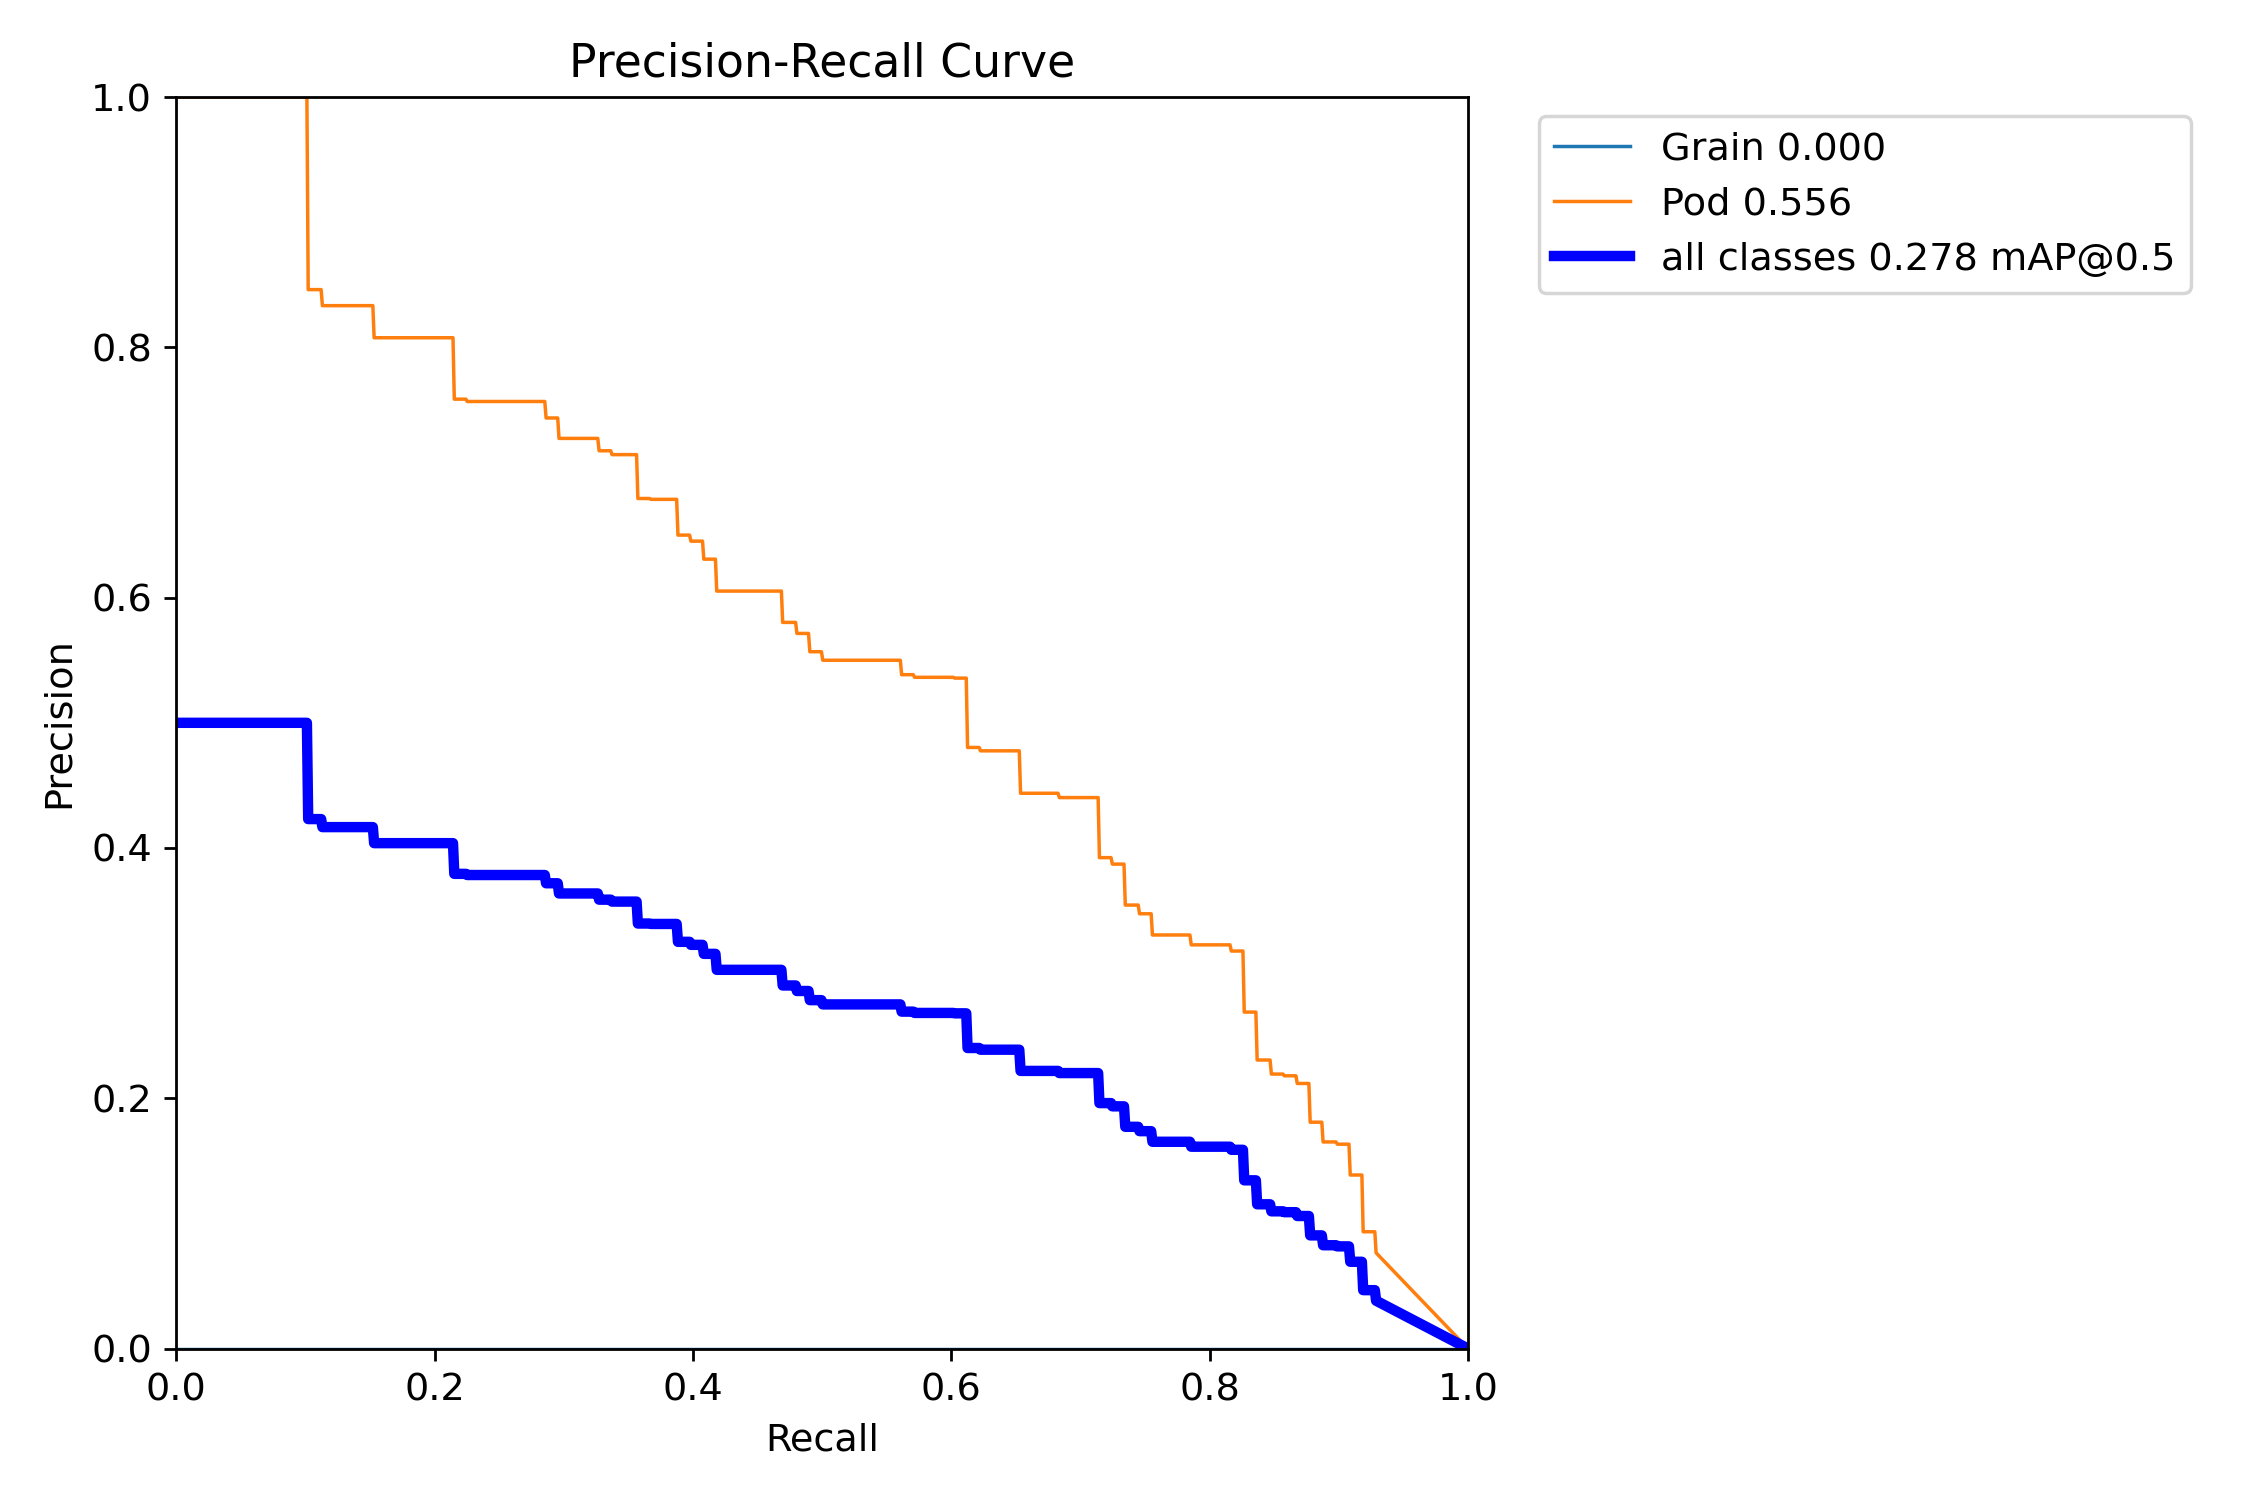 Precision-Recall Curve
1.0
0.8
0.6
0.4
0.2
0.0
Precision
0.0 0.2 0.4 0.6 0.8 1.0
Recall
Grain 0.000
Pod 0.556
all classes 0.278 mAP@0.5